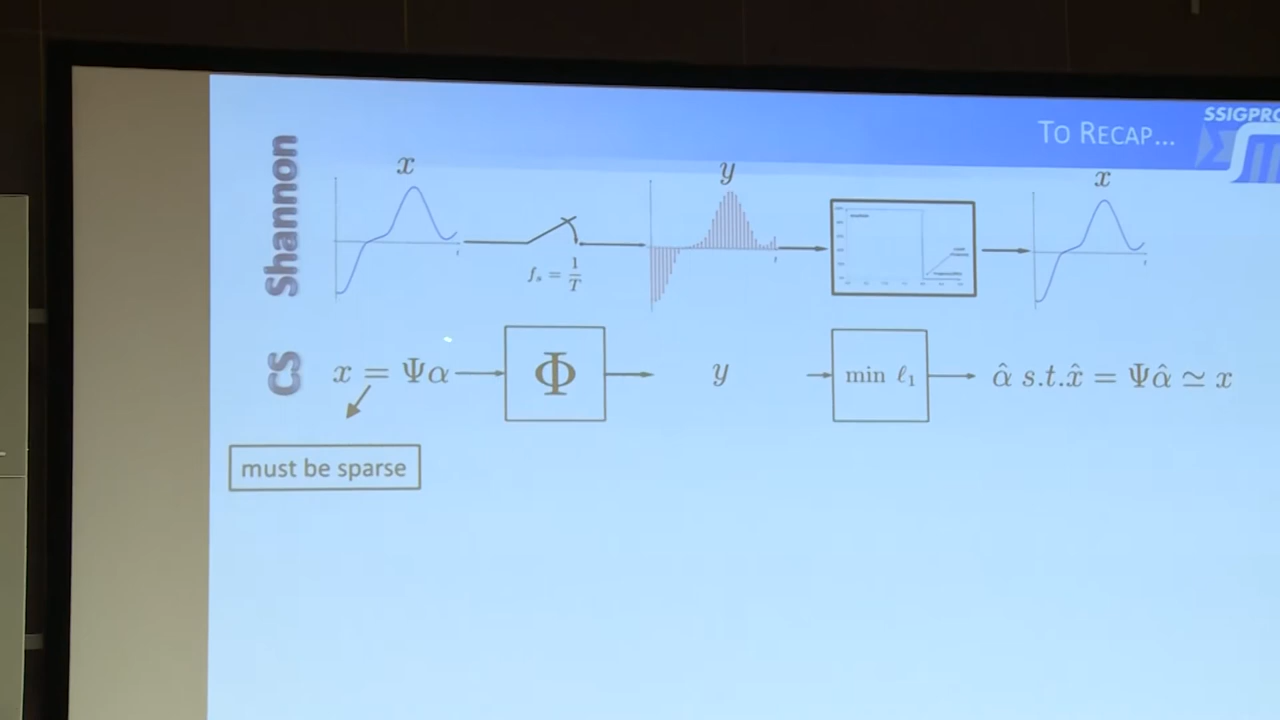 SSIGPRO
TO RECAP...
Shannon
x
y
x
t
f_s = 1/T
t
t
CS
x = Ψα
Φ
y
min ℓ₁
α̂ s.t. x̂ = Ψα̂ ≃ x
must be sparse